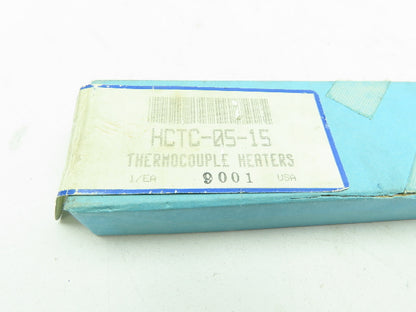 HCTC-05-15
THERMOCOUPLE HEATERS
1/EA 9001 USA